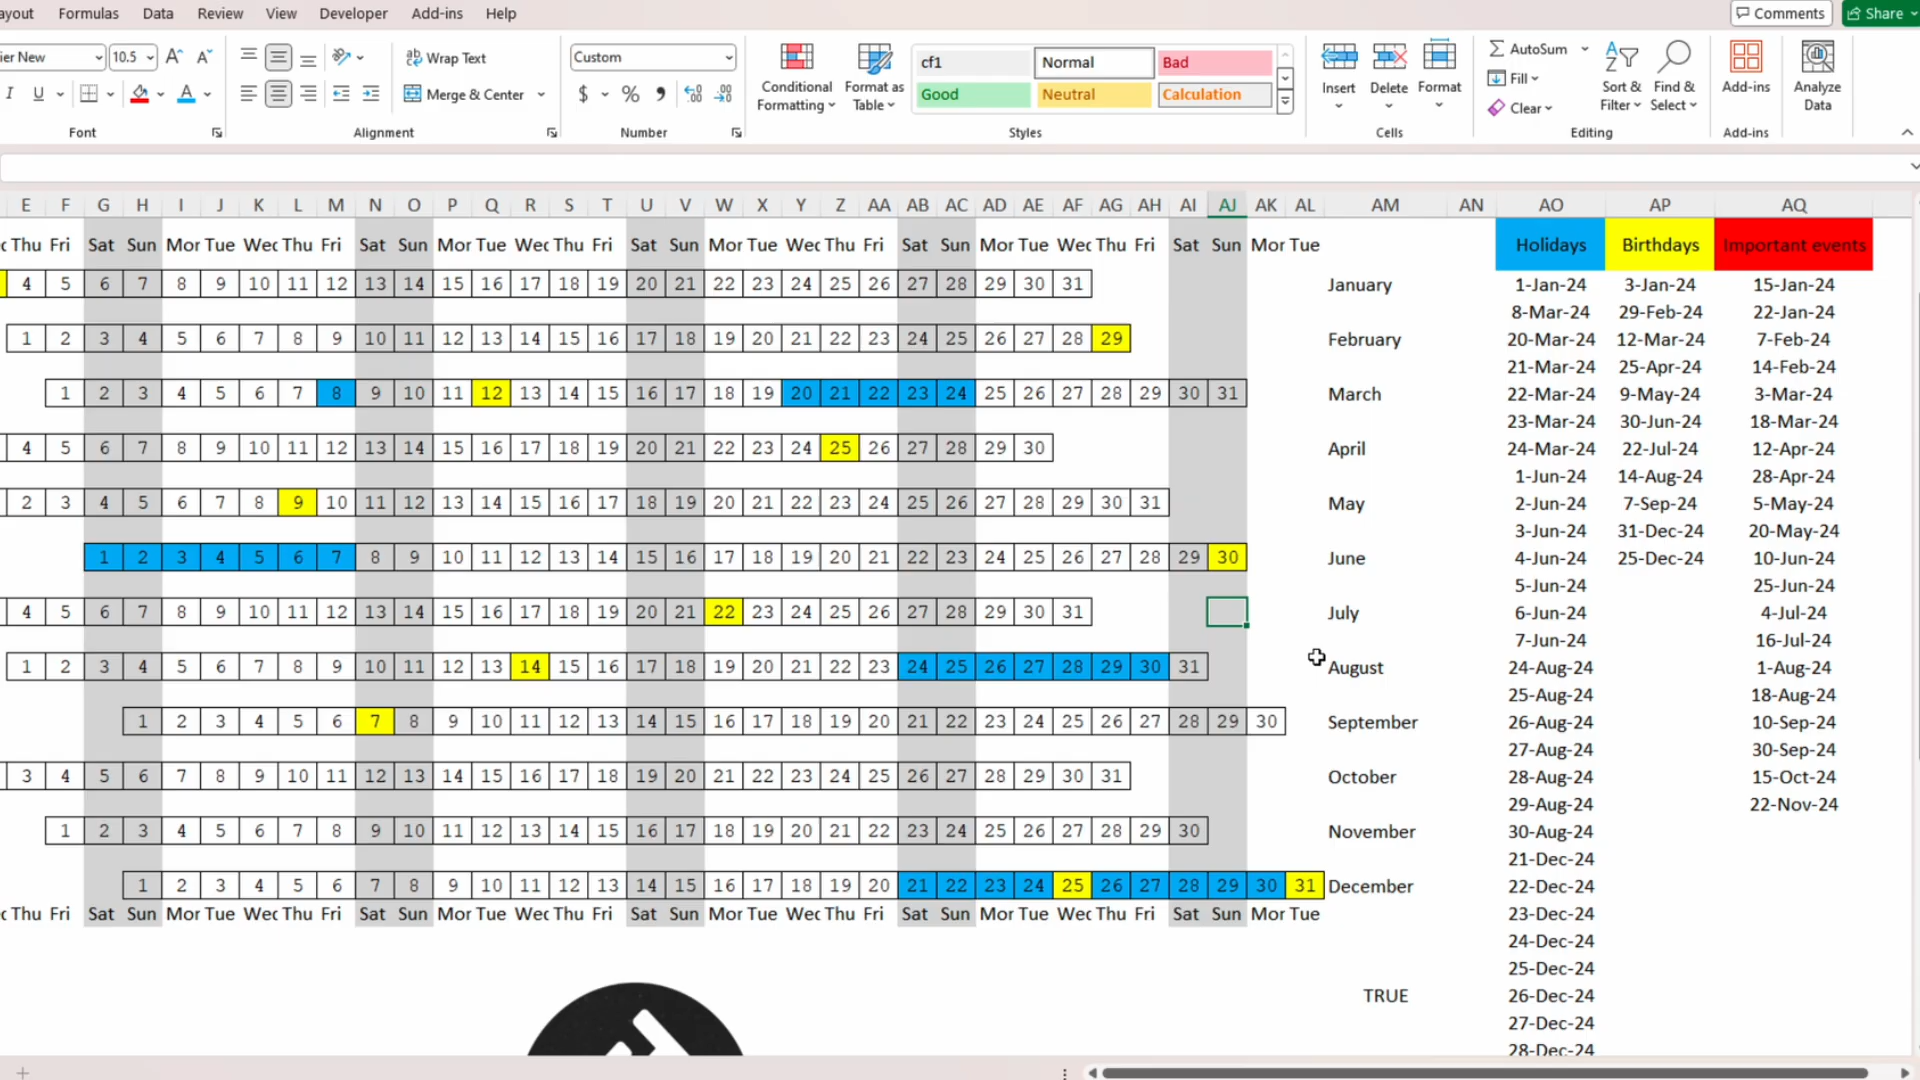 ayout Formulas Data Review View Developer Add-ins Help Comments Share
ier New 10.5 A A ab Wrap Text Custom Conditional Formatting Format as Table cf1 Normal Bad Insert Delete Format AutoSum Sort & Filter Find & Select Add-ins Analyze Data
I U A Merge & Center $ % , Good Neutral Calculation Fill
Clear
Font Alignment Number Styles Cells Editing Add-ins
E F G H I J K L M N O P Q R S T U V W X Y Z AA AB AC AD AE AF AG AH AI AJ AK AL AM AN AO AP AQ
Thu Fri Sat Sun Mor Tue Wec Thu Fri Sat Sun Mor Tue Wec Thu Fri Sat Sun Mor Tue Wec Thu Fri Sat Sun Mor Tue Wec Thu Fri Sat Sun Mor Tue Holidays Birthdays Important events
4 5 6 7 8 9 10 11 12 13 14 15 16 17 18 19 20 21 22 23 24 25 26 27 28 29 30 31 January 1-Jan-24 3-Jan-24 15-Jan-24
8-Mar-24 29-Feb-24 22-Jan-24
1 2 3 4 5 6 7 8 9 10 11 12 13 14 15 16 17 18 19 20 21 22 23 24 25 26 27 28 29 February 20-Mar-24 12-Mar-24 7-Feb-24
21-Mar-24 25-Apr-24 14-Feb-24
1 2 3 4 5 6 7 8 9 10 11 12 13 14 15 16 17 18 19 20 21 22 23 24 25 26 27 28 29 30 31 March 22-Mar-24 9-May-24 3-Mar-24
23-Mar-24 30-Jun-24 18-Mar-24
4 5 6 7 8 9 10 11 12 13 14 15 16 17 18 19 20 21 22 23 24 25 26 27 28 29 30 April 24-Mar-24 22-Jul-24 12-Apr-24
1-Jun-24 14-Aug-24 28-Apr-24
2 3 4 5 6 7 8 9 10 11 12 13 14 15 16 17 18 19 20 21 22 23 24 25 26 27 28 29 30 31 May 2-Jun-24 7-Sep-24 5-May-24
3-Jun-24 31-Dec-24 20-May-24
1 2 3 4 5 6 7 8 9 10 11 12 13 14 15 16 17 18 19 20 21 22 23 24 25 26 27 28 29 30 June 4-Jun-24 25-Dec-24 10-Jun-24
5-Jun-24 25-Jun-24
4 5 6 7 8 9 10 11 12 13 14 15 16 17 18 19 20 21 22 23 24 25 26 27 28 29 30 31 July 6-Jun-24 4-Jul-24
7-Jun-24 16-Jul-24
1 2 3 4 5 6 7 8 9 10 11 12 13 14 15 16 17 18 19 20 21 22 23 24 25 26 27 28 29 30 31 August 24-Aug-24 1-Aug-24
25-Aug-24 18-Aug-24
1 2 3 4 5 6 7 8 9 10 11 12 13 14 15 16 17 18 19 20 21 22 23 24 25 26 27 28 29 30 September 26-Aug-24 10-Sep-24
27-Aug-24 30-Sep-24
3 4 5 6 7 8 9 10 11 12 13 14 15 16 17 18 19 20 21 22 23 24 25 26 27 28 29 30 31 October 28-Aug-24 15-Oct-24
29-Aug-24 22-Nov-24
1 2 3 4 5 6 7 8 9 10 11 12 13 14 15 16 17 18 19 20 21 22 23 24 25 26 27 28 29 30 November 30-Aug-24
21-Dec-24
1 2 3 4 5 6 7 8 9 10 11 12 13 14 15 16 17 18 19 20 21 22 23 24 25 26 27 28 29 30 31 December 22-Dec-24
Thu Fri Sat Sun Mor Tue Wec Thu Fri Sat Sun Mor Tue Wec Thu Fri Sat Sun Mor Tue Wec Thu Fri Sat Sun Mor Tue Wec Thu Fri Sat Sun Mor Tue 23-Dec-24
24-Dec-24
25-Dec-24
TRUE 26-Dec-24
27-Dec-24
28-Dec-24